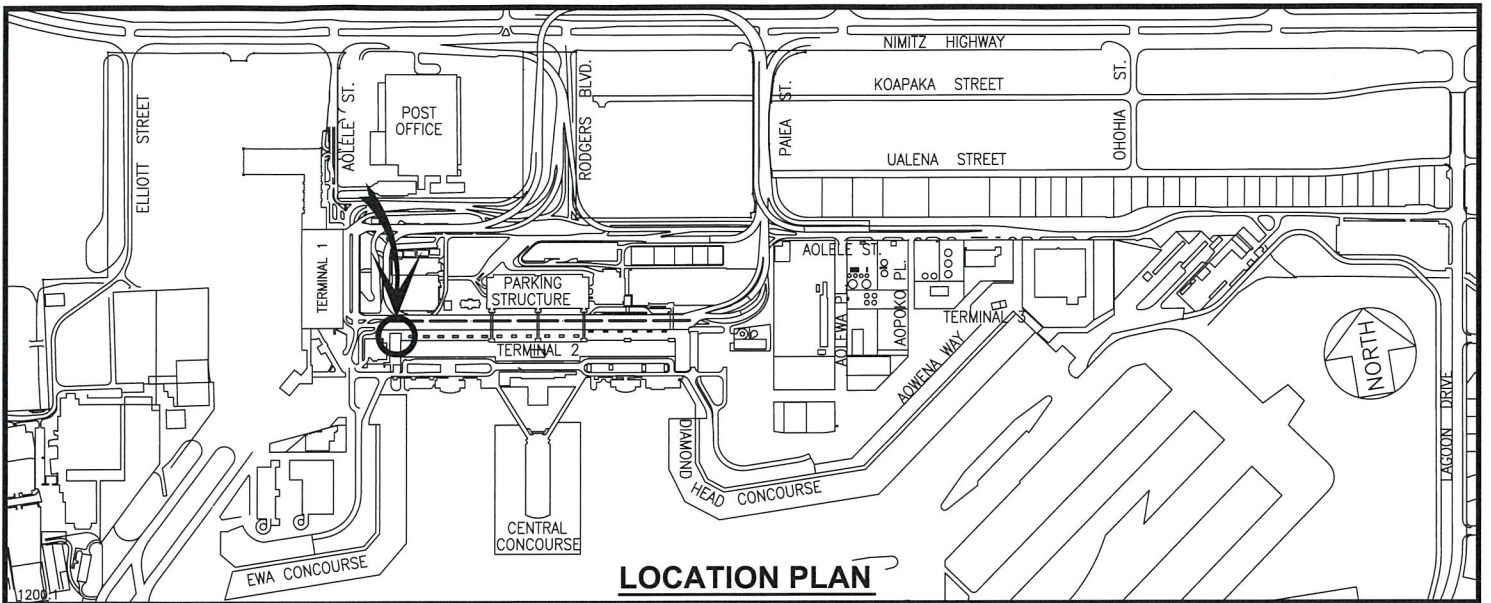 NIMITZ HIGHWAY
KOAPAKA STREET
UALENA STREET
ELLIOTT STREET
AOLELE ST.
POST
OFFICE
RODGERS BLVD.
PAIEA ST.
OHOHIA ST.
TERMINAL 1
PARKING
STRUCTURE
TERMINAL 2
AOLELE ST.
AOLEWA PL.
AOPOKO PL.
TERMINAL 3
AOWENA WAY
NORTH
LAGOON DRIVE
DIAMOND
HEAD CONCOURSE
CENTRAL
CONCOURSE
EWA CONCOURSE
LOCATION PLAN
1200:1